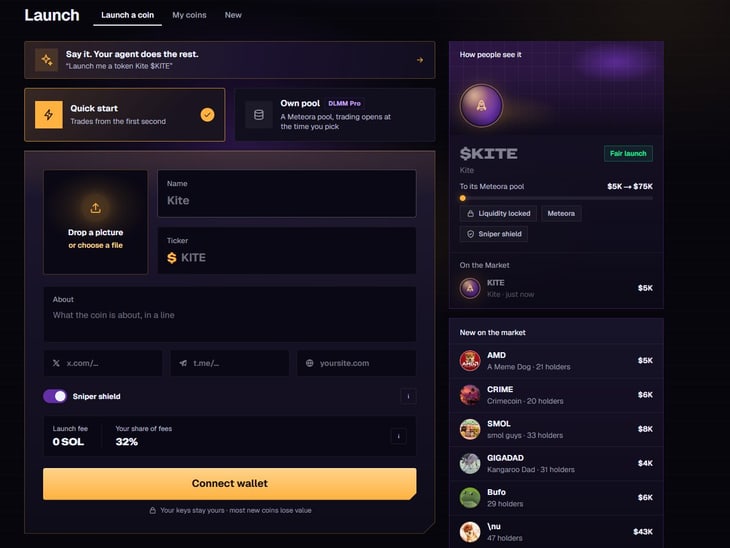 Launch
Launch a coin
My coins
New
Say it. Your agent does the rest.
"Launch me a token Kite $KITE"
Quick start
Trades from the first second
Own pool DLMM Pro
A Meteora pool, trading opens at
the time you pick
Drop a picture
or choose a file
Name
Kite
Ticker
$ KITE
About
What the coin is about, in a line
x.com/...
t.me/...
yoursite.com
Sniper shield
i
Launch fee
0 SOL
Your share of fees
32%
i
Connect wallet
Your keys stay yours · most new coins lose value
How people see it
$KITE
Fair launch
Kite
To its Meteora pool
$5K → $75K
Liquidity locked
Meteora
Sniper shield
On the Market
KITE
Kite · just now
$5K
New on the market
AMD
A Meme Dog · 21 holders
$5K
CRIME
Crimecoin · 20 holders
$6K
SMOL
smol guys · 33 holders
$8K
GIGADAD
Kangaroo Dad · 31 holders
$4K
Bufo
29 holders
$6K
\nu
47 holders
$43K